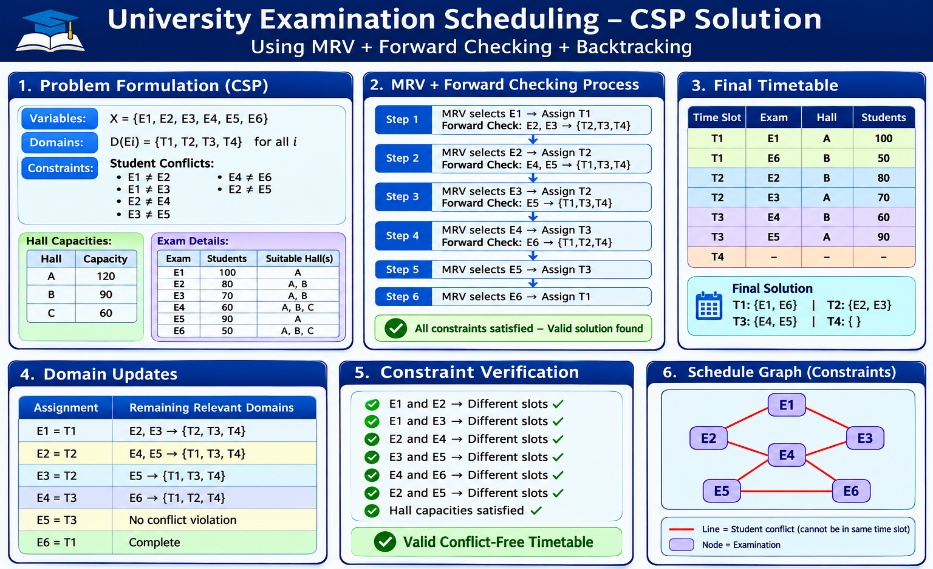 University Examination Scheduling – CSP Solution
Using MRV + Forward Checking + Backtracking
1. Problem Formulation (CSP)
Variables: X = {E1, E2, E3, E4, E5, E6}
Domains: D(Ei) = {T1, T2, T3, T4} for all i
Constraints: Student Conflicts:
• E1 ≠ E2 • E4 ≠ E6
• E1 ≠ E3 • E2 ≠ E5
• E2 ≠ E4
• E3 ≠ E5
Hall Capacities:
Hall Capacity
A 120
B 90
C 60
Exam Details:
Exam Students Suitable Hall(s)
E1 100 A
E2 80 A, B
E3 70 A, B
E4 60 A, B, C
E5 90 A
E6 50 A, B, C
2. MRV + Forward Checking Process
Step 1 MRV selects E1 → Assign T1
Forward Check: E2, E3 → {T2,T3,T4}
Step 2 MRV selects E2 → Assign T2
Forward Check: E4, E5 → {T1,T3,T4}
Step 3 MRV selects E3 → Assign T2
Forward Check: E5 → {T1,T3,T4}
Step 4 MRV selects E4 → Assign T3
Forward Check: E6 → {T1,T2,T4}
Step 5 MRV selects E5 → Assign T3
Step 6 MRV selects E6 → Assign T1
All constraints satisfied – Valid solution found
3. Final Timetable
Time Slot Exam Hall Students
T1 E1 A 100
T1 E6 B 50
T2 E2 B 80
T2 E3 A 70
T3 E4 B 60
T3 E5 A 90
T4 – – –
Final Solution
T1: {E1, E6} | T2: {E2, E3}
T3: {E4, E5} | T4: { }
4. Domain Updates
Assignment Remaining Relevant Domains
E1 = T1 E2, E3 → {T2, T3, T4}
E2 = T2 E4, E5 → {T1, T3, T4}
E3 = T2 E5 → {T1, T3, T4}
E4 = T3 E6 → {T1, T2, T4}
E5 = T3 No conflict violation
E6 = T1 Complete
5. Constraint Verification
E1 and E2 → Different slots ✓
E1 and E3 → Different slots ✓
E2 and E4 → Different slots ✓
E3 and E5 → Different slots ✓
E4 and E6 → Different slots ✓
E2 and E5 → Different slots ✓
Hall capacities satisfied ✓
Valid Conflict-Free Timetable
6. Schedule Graph (Constraints)
E1
E2 E3
E4
E5 E6
Line = Student conflict (cannot be in same time slot)
Node = Examination